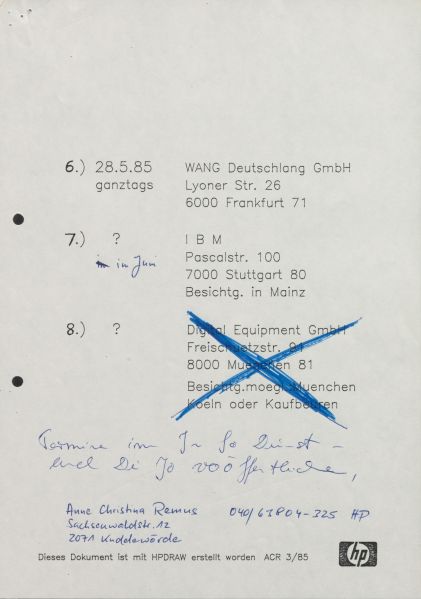 6.) 28.5.85 WANG Deutschlang GmbH
ganztags Lyoner Str. 26
6000 Frankfurt 71
7.) ? I B M
in Juni Pascalstr. 100
7000 Stuttgart 80
Besichtg. in Mainz
8.) ? Digital Equipment GmbH
Freischuetzstr. 91
8000 Muenchen 81
Besichtg.moegl.Muenchen
Koeln oder Kaufbeuren
Termine im
Anne Christina Remus 040/63804-325 HP
Sachsenwaldstr. 12
2071 Kuddewörde
Dieses Dokument ist mit HPDRAW erstellt worden ACR 3/85
hp